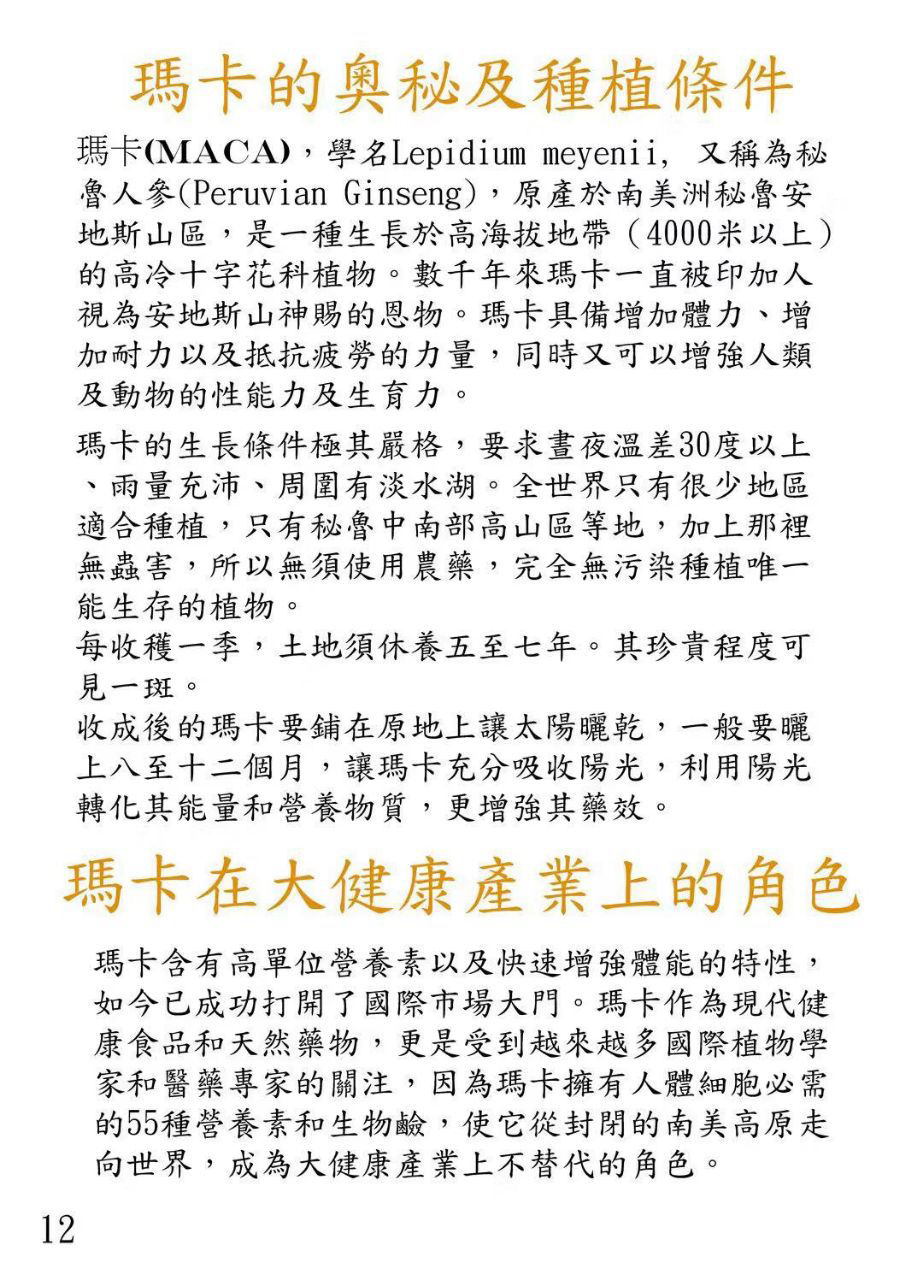 瑪卡的奧秘及種植條件
瑪卡(MACA)，學名Lepidium meyenii, 又稱為秘
魯人參(Peruvian Ginseng)，原產於南美洲秘魯安
地斯山區，是一種生長於高海拔地帶（4000米以上）
的高冷十字花科植物。數千年來瑪卡一直被印加人
視為安地斯山神賜的恩物。瑪卡具備增加體力、增
加耐力以及抵抗疲勞的力量，同時又可以增強人類
及動物的性能力及生育力。
瑪卡的生長條件極其嚴格，要求晝夜溫差30度以上
、雨量充沛、周圍有淡水湖。全世界只有很少地區
適合種植，只有秘魯中南部高山區等地，加上那裡
無蟲害，所以無須使用農藥，完全無污染種植唯一
能生存的植物。
每收穫一季，土地須休養五至七年。其珍貴程度可
見一斑。
收成後的瑪卡要鋪在原地上讓太陽曬乾，一般要曬
上八至十二個月，讓瑪卡充分吸收陽光，利用陽光
轉化其能量和營養物質，更增強其藥效。
瑪卡在大健康產業上的角色
瑪卡含有高單位營養素以及快速增強體能的特性，
如今已成功打開了國際市場大門。瑪卡作為現代健
康食品和天然藥物，更是受到越來越多國際植物學
家和醫藥專家的關注，因為瑪卡擁有人體細胞必需
的55種營養素和生物鹼，使它從封閉的南美高原走
向世界，成為大健康產業上不替代的角色。
12